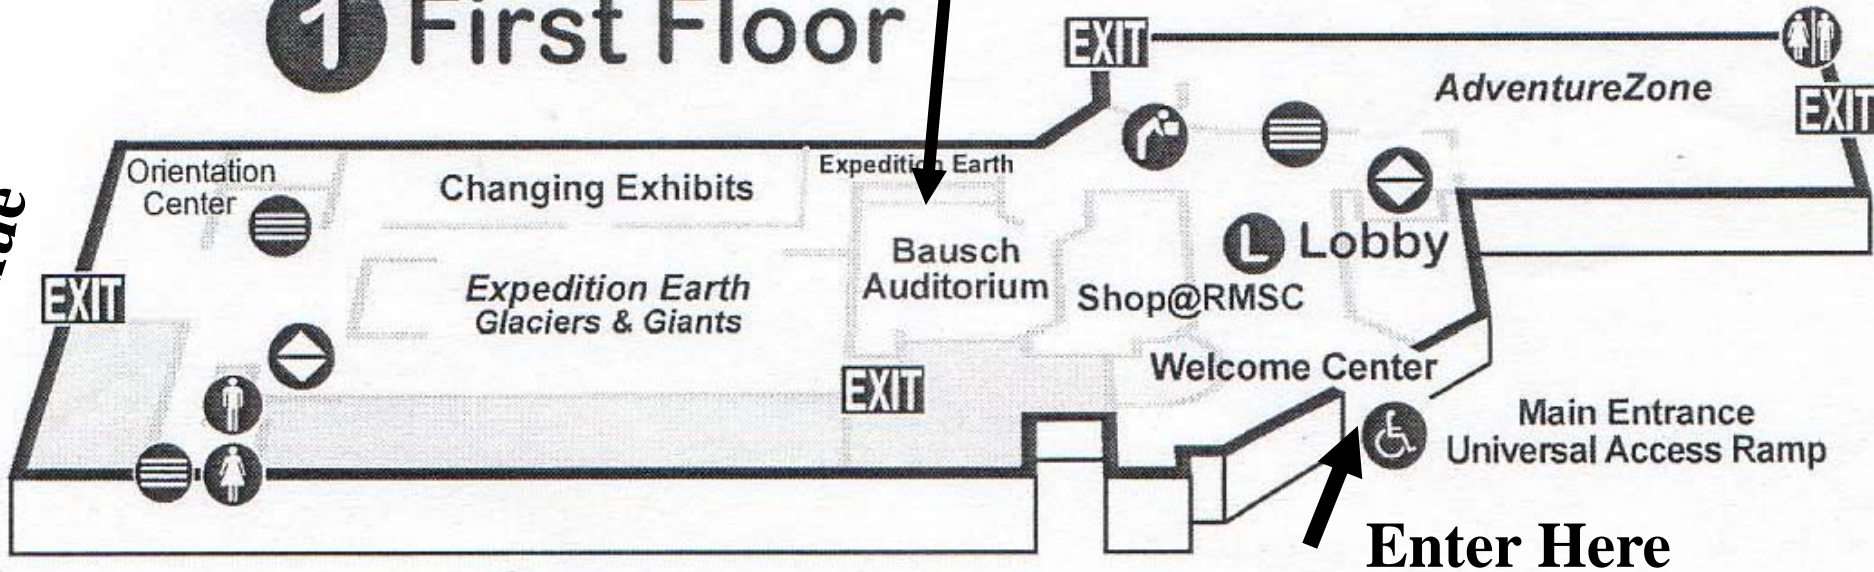 1 First Floor
EXIT
AdventureZone
EXIT
Orientation
Center
Changing Exhibits
Expedition Earth
Bausch
Auditorium
L Lobby
Shop@RMSC
EXIT
Expedition Earth
Glaciers & Giants
EXIT
Welcome Center
Main Entrance
Universal Access Ramp
Enter Here